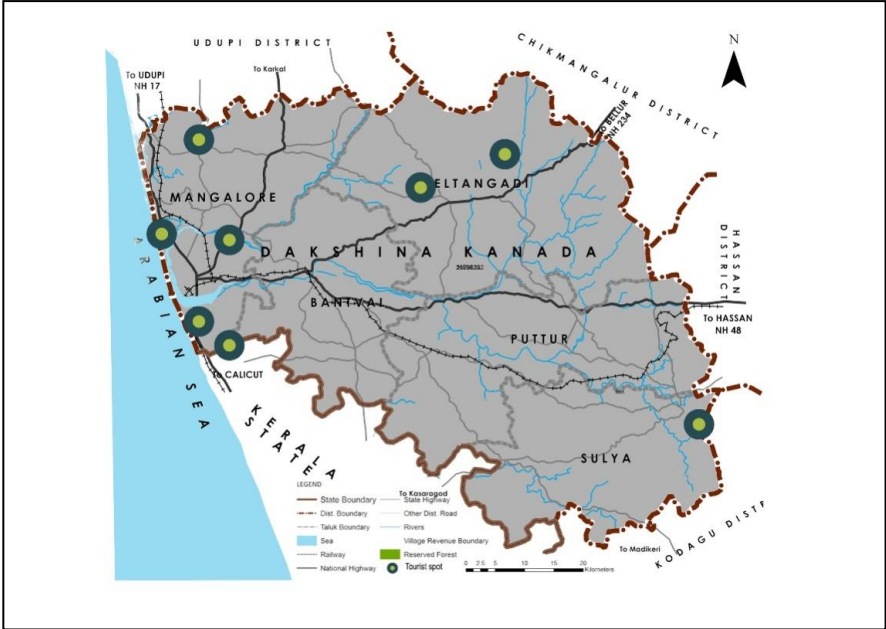 UDUPI DISTRICT
CHIKMANGALUR DISTRICT
N
To UDUPI
NH 17
To Karkal
To BELLUR
NH 234
MANGALORE
ELTANGADI
DAKSHINA KANADA
HASSAN
DISTRICT
ARABIAN SEA
BANTVAL
PUTTUR
To HASSAN
NH 48
To CALICUT
KERALA
STATE
SULYA
To Kasaragod
To Madikeri
KODAGU DISTR
LEGEND
State Boundary
Dist. Boundary
Taluk Boundary
Sea
Railway
National Highway
State Highway
Other Dist. Road
Rivers
Village Revenue Boundary
Reserved Forest
Tourist spot
0 2.5 5 10 15 20
Kilometers